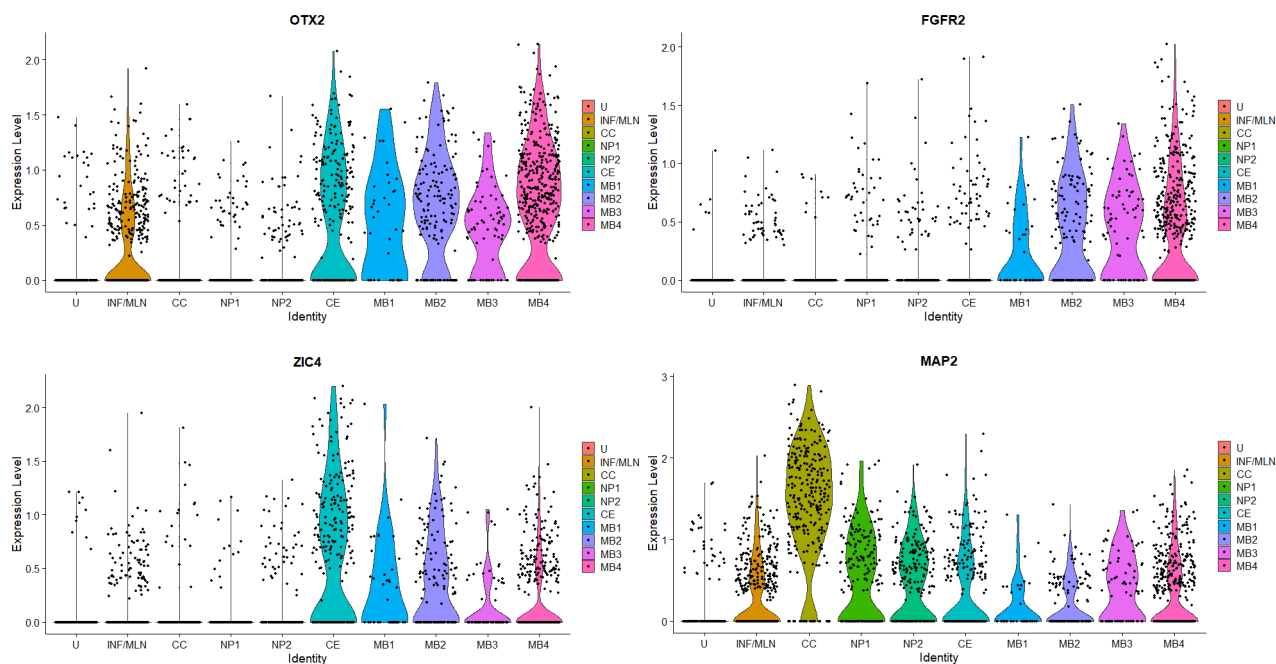 OTX2
Expression Level
2.0
1.5
1.0
0.5
0.0
U INF/MLN CC NP1 NP2 CE MB1 MB2 MB3 MB4
Identity
U
INF/MLN
CC
NP1
NP2
CE
MB1
MB2
MB3
MB4
FGFR2
Expression Level
2.0
1.5
1.0
0.5
0.0
U INF/MLN CC NP1 NP2 CE MB1 MB2 MB3 MB4
Identity
U
INF/MLN
CC
NP1
NP2
CE
MB1
MB2
MB3
MB4
ZIC4
Expression Level
2.0
1.5
1.0
0.5
0.0
U INF/MLN CC NP1 NP2 CE MB1 MB2 MB3 MB4
Identity
U
INF/MLN
CC
NP1
NP2
CE
MB1
MB2
MB3
MB4
MAP2
Expression Level
3
2
1
0
U INF/MLN CC NP1 NP2 CE MB1 MB2 MB3 MB4
Identity
U
INF/MLN
CC
NP1
NP2
CE
MB1
MB2
MB3
MB4